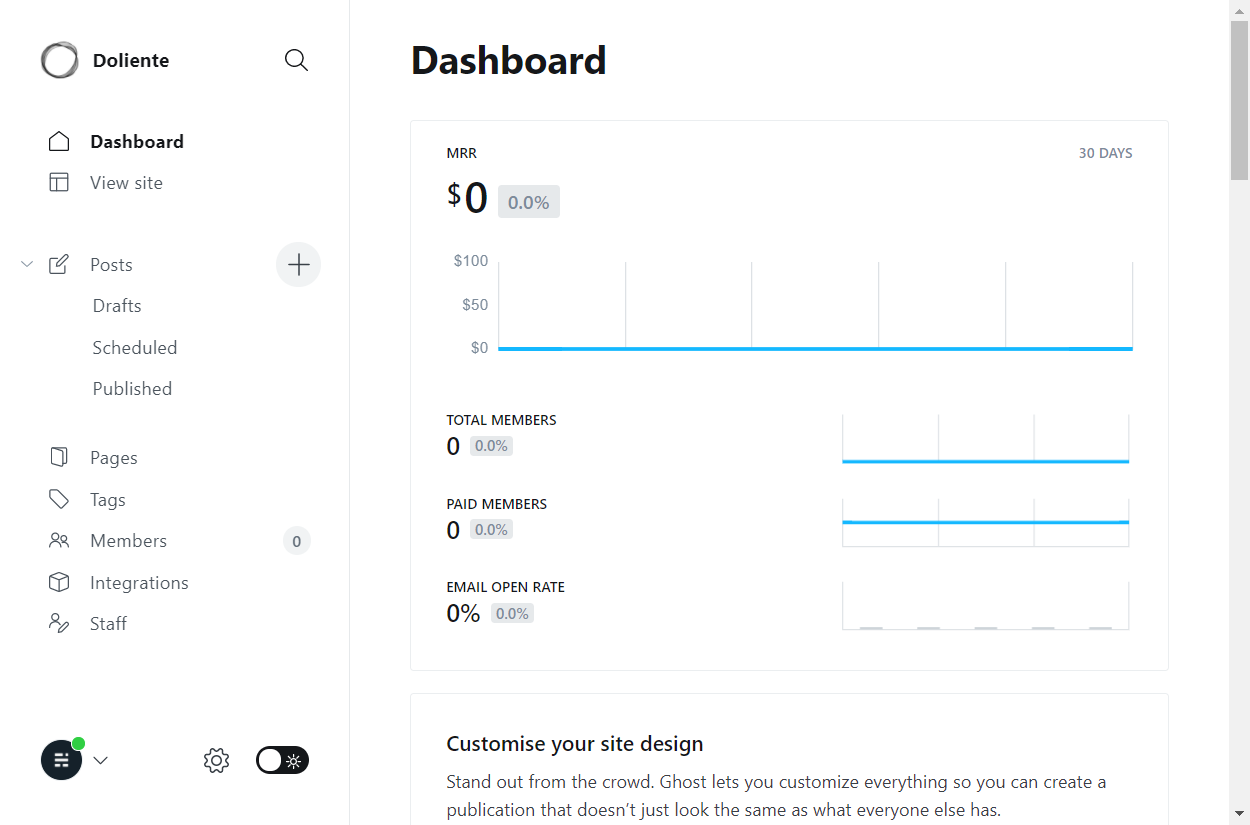 Doliente
Dashboard
View site
Posts
Drafts
Scheduled
Published
Pages
Tags
Members
0
Integrations
Staff
Dashboard
MRR
30 DAYS
$0
0.0%
$100
$50
$0
TOTAL MEMBERS
0 0.0%
PAID MEMBERS
0 0.0%
EMAIL OPEN RATE
0% 0.0%
Customise your site design
Stand out from the crowd. Ghost lets you customize everything so you can create a
publication that doesn’t just look the same as what everyone else has.